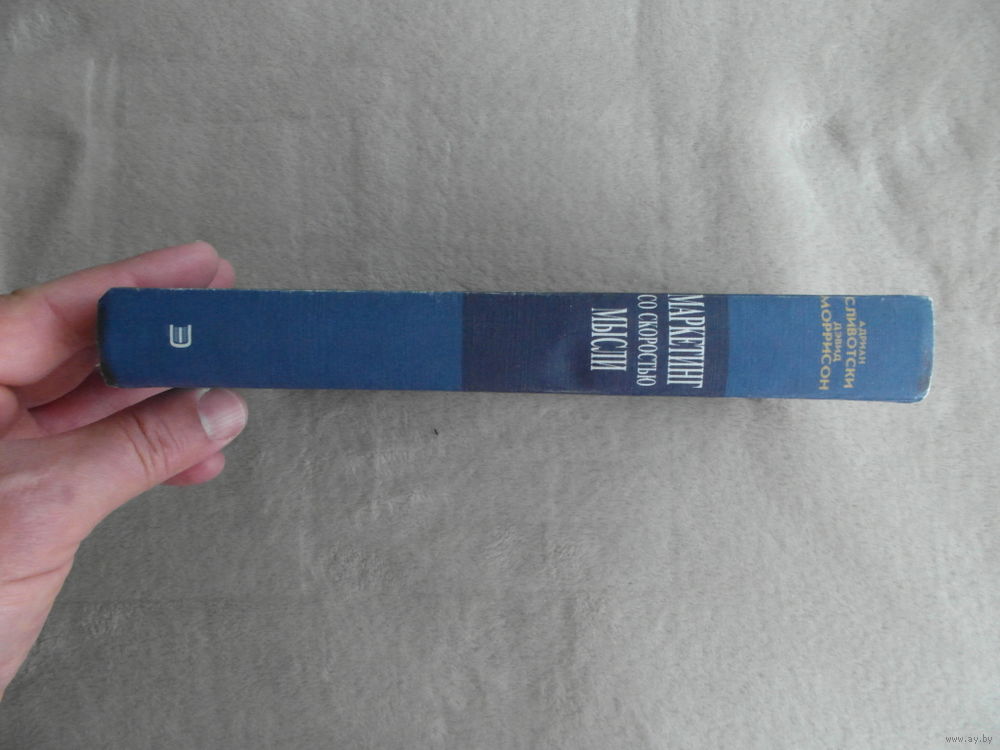 АДРИАН
СЛИВОТСКИ
ДЭВИД
МОРРИСОН
МАРКЕТИНГ
СО СКОРОСТЬЮ
МЫСЛИ
www.ay.by